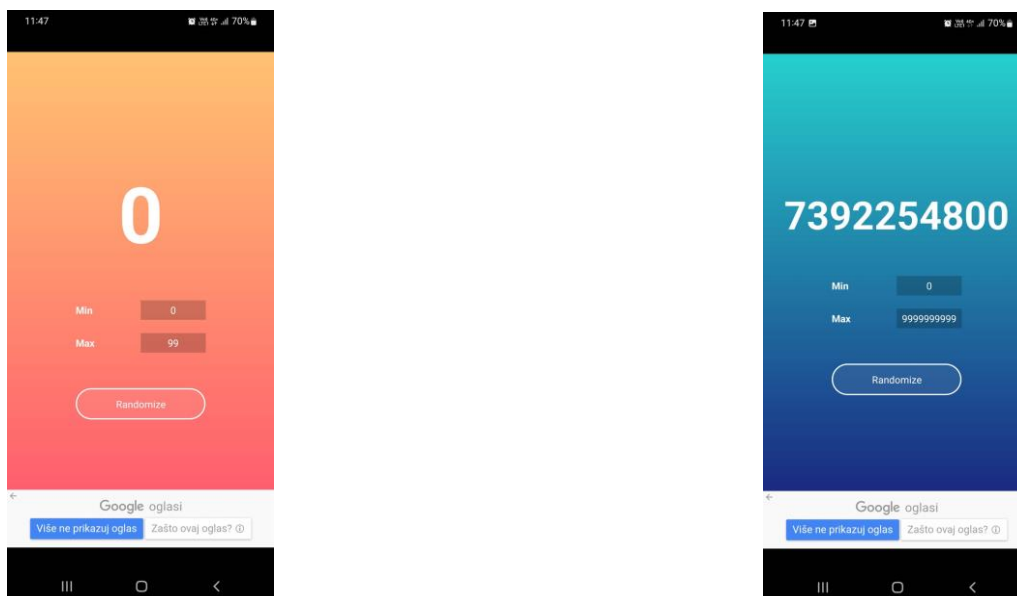 11:47
70%
0
Min 0
Max 99
Randomize
Google oglasi
Više ne prikazuj oglas Zašto ovaj oglas?
11:47
70%
7392254800
Min 0
Max 9999999999
Randomize
Google oglasi
Više ne prikazuj oglas Zašto ovaj oglas?